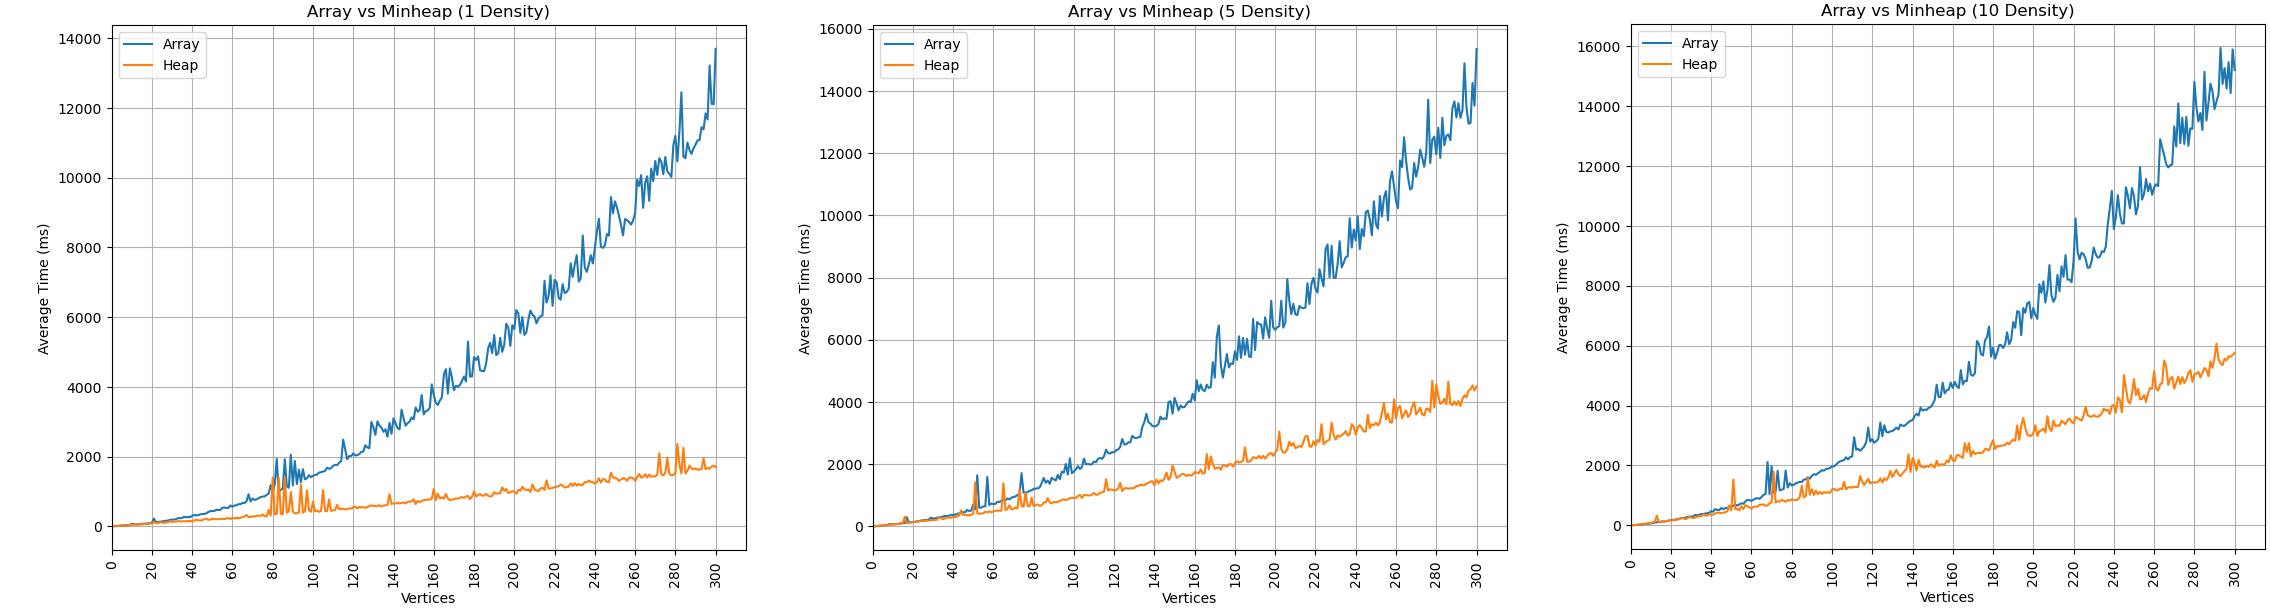 Array vs Minheap (1 Density)
Array
Heap
Average Time (ms)
14000
12000
10000
8000
6000
4000
2000
0
0 20 40 60 80 100 120 140 160 180 200 220 240 260 280 300
Vertices
Array vs Minheap (5 Density)
Array
Heap
Average Time (ms)
16000
14000
12000
10000
8000
6000
4000
2000
0
0 20 40 60 80 100 120 140 160 180 200 220 240 260 280 300
Vertices
Array vs Minheap (10 Density)
Array
Heap
Average Time (ms)
16000
14000
12000
10000
8000
6000
4000
2000
0
0 20 40 60 80 100 120 140 160 180 200 220 240 260 280 300
Vertices